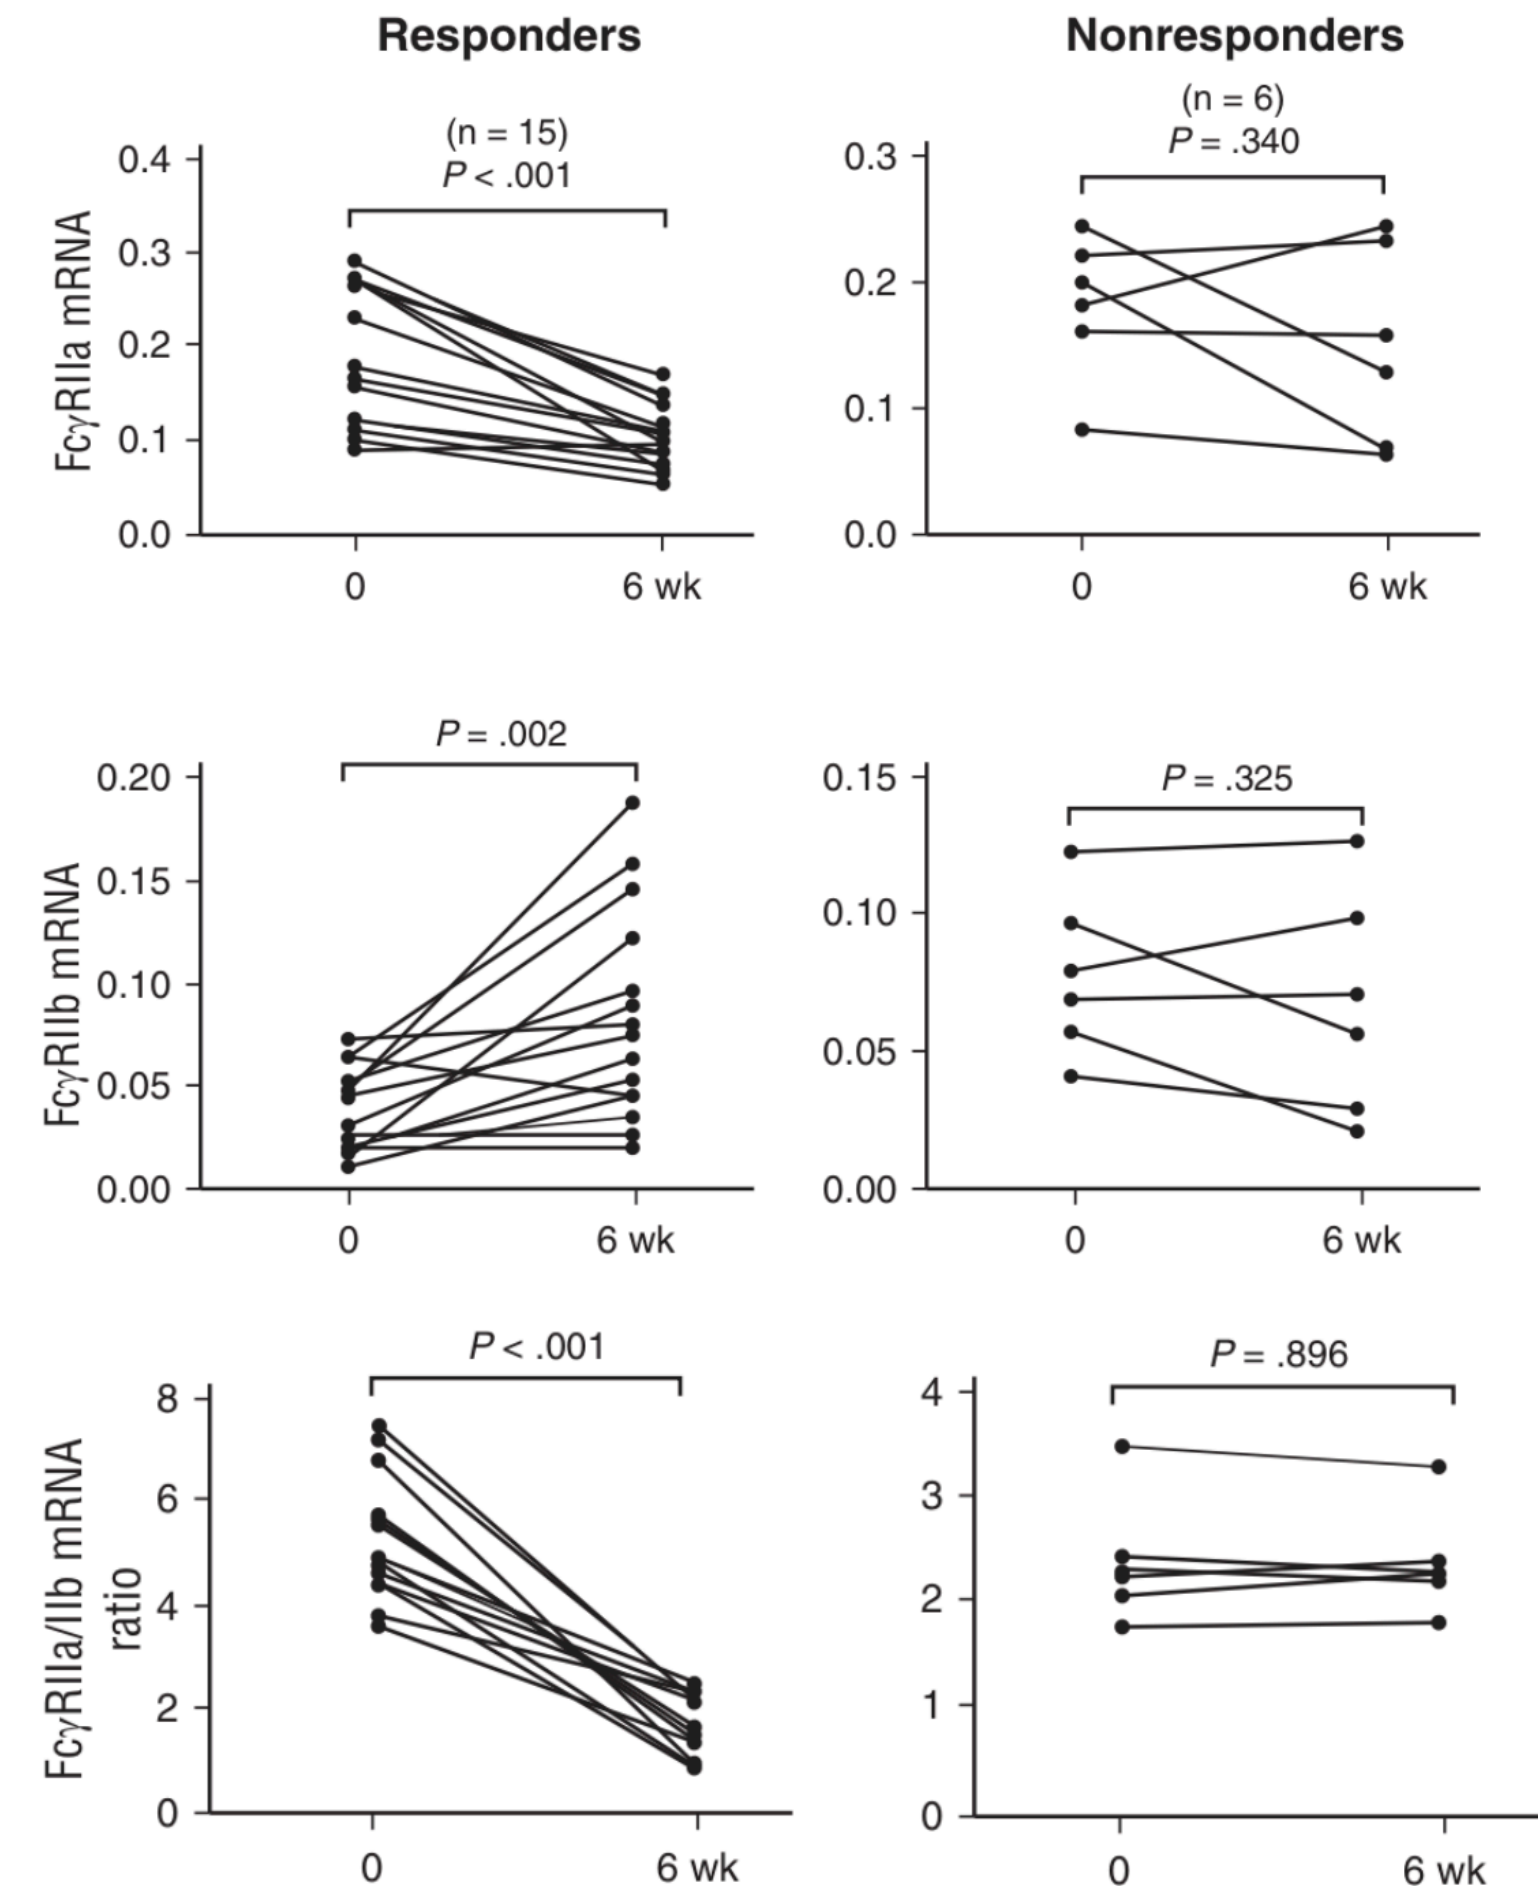 Responders
Nonresponders
(n = 15)
P < .001
FcγRIIa mRNA
0.4
0.3
0.2
0.1
0.0
0
6 wk
(n = 6)
P = .340
0.3
0.2
0.1
0.0
0
6 wk
P = .002
FcγRIIb mRNA
0.20
0.15
0.10
0.05
0.00
0
6 wk
P = .325
0.15
0.10
0.05
0.00
0
6 wk
P < .001
FcγRIIa/IIb mRNA
ratio
8
6
4
2
0
0
6 wk
P = .896
4
3
2
1
0
0
6 wk